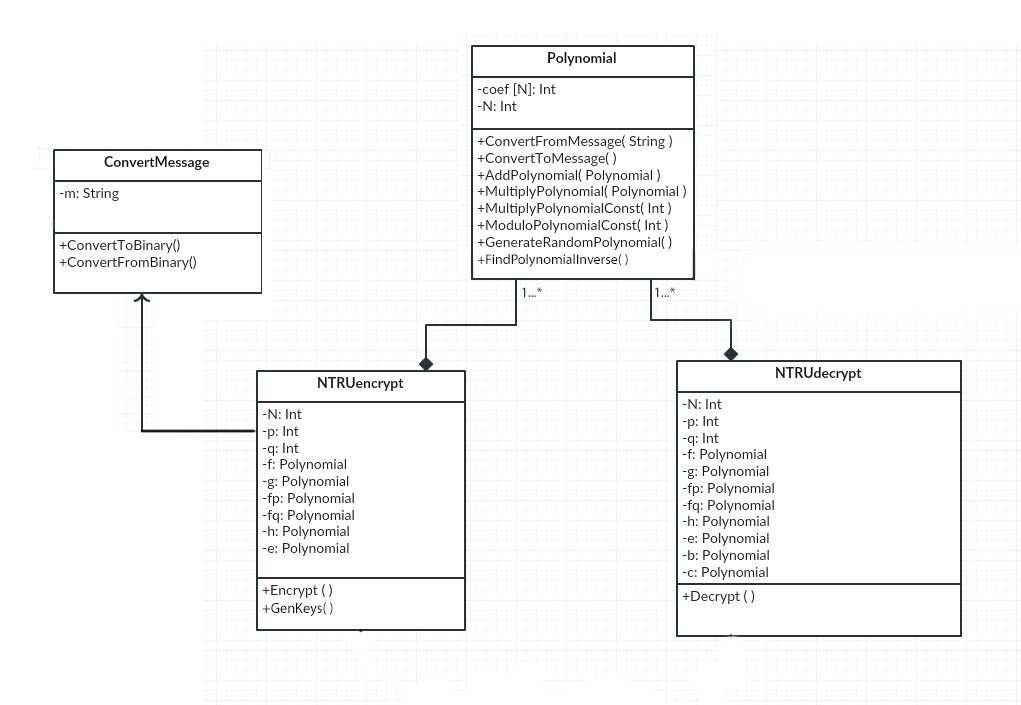 Polynomial
-coef [N]: Int
-N: Int
+ConvertFromMessage( String )
+ConvertToMessage( )
+AddPolynomial( Polynomial )
+MultiplyPolynomial( Polynomial )
+MultiplyPolynomialConst( Int )
+ModuloPolynomialConst( Int )
+GenerateRandomPolynomial( )
+FindPolynomialInverse( )
ConvertMessage
-m: String
+ConvertToBinary()
+ConvertFromBinary()
1...*
1...*
NTRUencrypt
-N: Int
-p: Int
-q: Int
-f: Polynomial
-g: Polynomial
-fp: Polynomial
-fq: Polynomial
-h: Polynomial
-e: Polynomial
+Encrypt ( )
+GenKeys( )
NTRUdecrypt
-N: Int
-p: Int
-q: Int
-f: Polynomial
-g: Polynomial
-fp: Polynomial
-fq: Polynomial
-h: Polynomial
-e: Polynomial
-b: Polynomial
-c: Polynomial
+Decrypt ( )